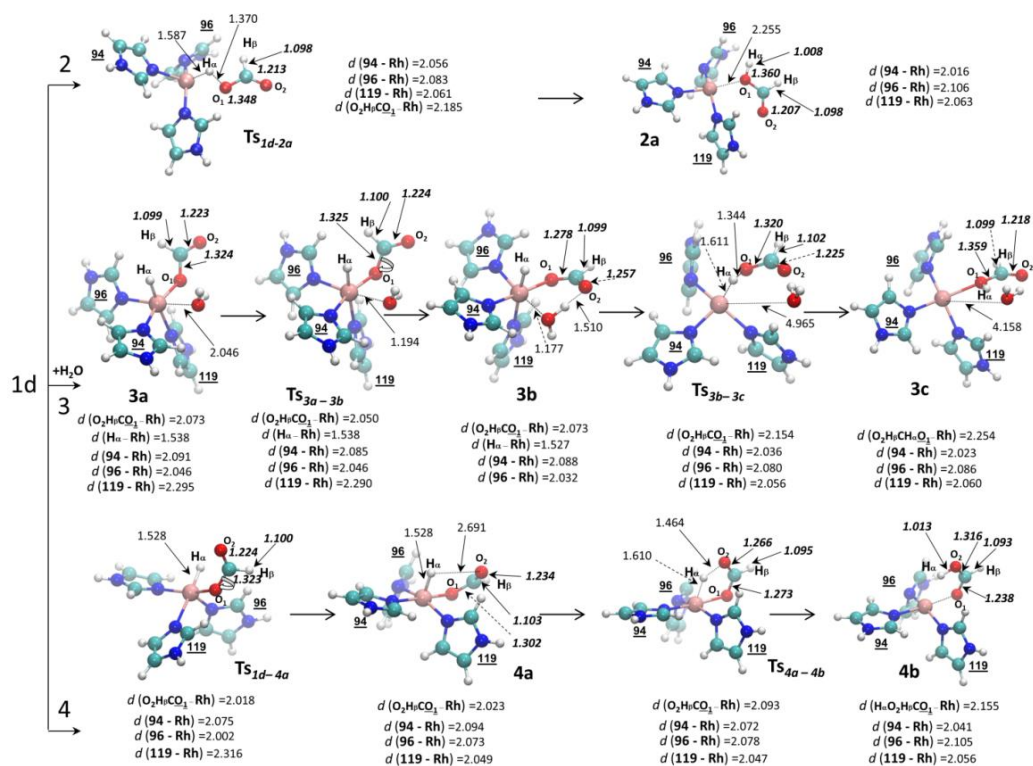 2
94
96
1.587
1.370
Hα
Hβ
1.098
1.213
O₁
1.348
O₂
Ts1d-2a
d (94 - Rh) =2.056
d (96 - Rh) =2.083
d (119 - Rh) =2.061
d (O₂HβCO₁ – Rh) =2.185
96
94
119
2.255
Hα
1.008
1.360
Hβ
O₁
O₂
1.207
1.098
2a
d (94 - Rh) =2.016
d (96 - Rh) =2.106
d (119 - Rh) =2.063
1d
+H₂O
3
1.099
1.223
Hβ
O₂
1.324
Hα
O₁
96
94
119
2.046
3a
d (O₂HβCO₁ – Rh) =2.073
d (Hα – Rh) =1.538
d (94 - Rh) =2.091
d (96 - Rh) =2.046
d (119 - Rh) =2.295
1.100
1.224
1.325
Hβ
O₂
Hα
O₁
96
94
119
1.194
Ts3a – 3b
d (O₂HβCO₁ – Rh) =2.050
d (Hα – Rh) =1.538
d (94 - Rh) =2.085
d (96 - Rh) =2.046
d (119 - Rh) =2.290
96
1.278
1.099
Hα
Hβ
O₁
1.257
O₂
94
1.510
1.177
119
3b
d (O₂HβCO₁ – Rh) =2.073
d (Hα – Rh) =1.527
d (94 - Rh) =2.088
d (96 - Rh) =2.032
1.611
1.344
1.320
Hβ
1.102
96
1.225
O₁
O₂
Hα
94
4.965
119
Ts3b – 3c
d (O₂HβCO₁ – Rh) =2.154
d (94 - Rh) =2.036
d (96 - Rh) =2.080
d (119 - Rh) =2.056
1.099
1.218
1.359
Hβ
O₂
96
O₁
Hα
94
4.158
119
3c
d (O₂HβCHαO₁ – Rh) =2.254
d (94 - Rh) =2.023
d (96 - Rh) =2.086
d (119 - Rh) =2.060
4
1.528
O₂
1.224
1.100
Hα
Hβ
1.323
O₁
96
119
Ts1d– 4a
d (O₂HβCO₁ – Rh) =2.018
d (94 - Rh) =2.075
d (96 - Rh) =2.002
d (119 - Rh) =2.316
1.528
2.691
96
Hα
O₂
1.234
O₁
Hβ
94
1.103
1.302
119
4a
d (O₂HβCO₁ – Rh) =2.023
d (94 - Rh) =2.094
d (96 - Rh) =2.073
d (119 - Rh) =2.049
1.464
1.266
1.610
O₂
1.095
Hα
Hβ
96
O₁
1.273
94
119
Ts4a – 4b
d (O₂HβCO₁ – Rh) =2.093
d (94 - Rh) =2.072
d (96 - Rh) =2.078
d (119 - Rh) =2.047
1.013
1.316
1.093
O₂
Hα
Hβ
96
O₁
1.238
94
119
4b
d (HαO₂HβCO₁ – Rh) =2.155
d (94 - Rh) =2.041
d (96 - Rh) =2.105
d (119 - Rh) =2.056